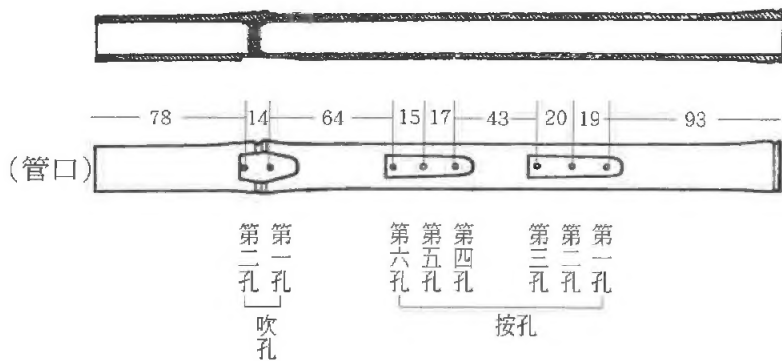 78 14 64 15 17 43 20 19 93
(管口)
第二孔
第一孔
第六孔
第五孔
第四孔
第三孔
第二孔
第一孔
吹孔
按孔